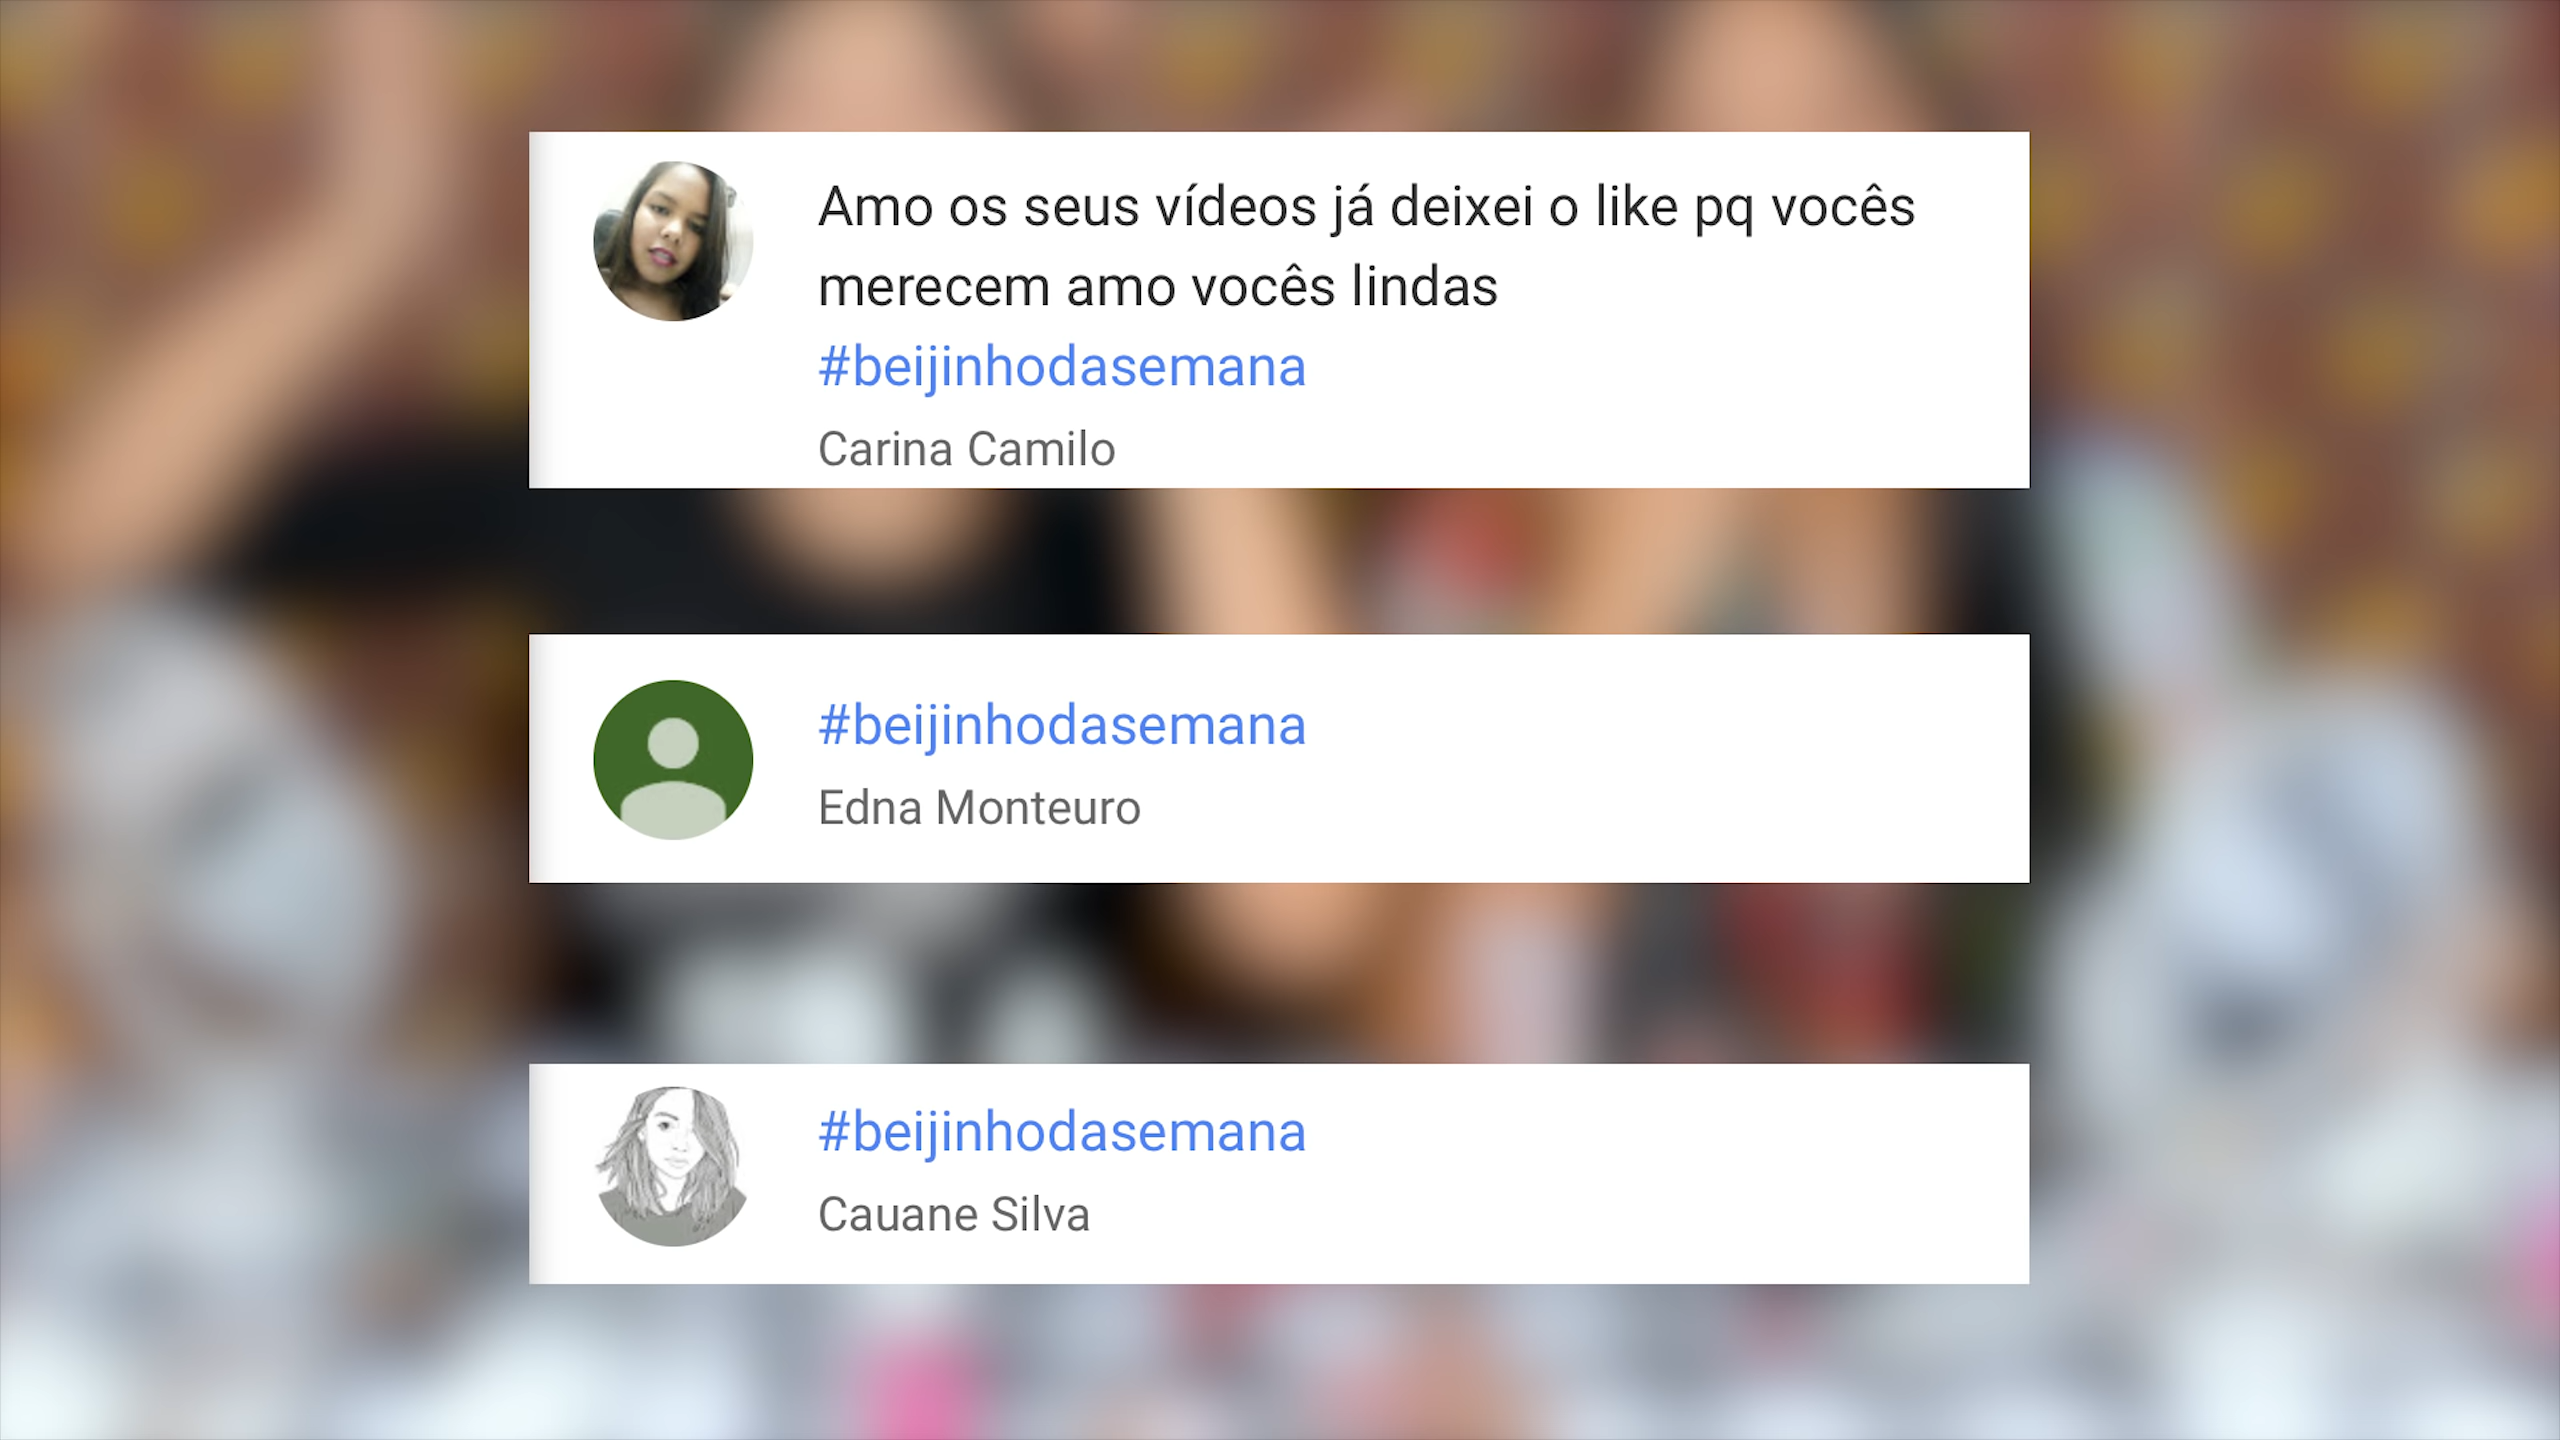 Amo os seus vídeos já deixei o like pq vocês
merecem amo vocês lindas
#beijinhodasemana
Carina Camilo
#beijinhodasemana
Edna Monteuro
#beijinhodasemana
Cauane Silva